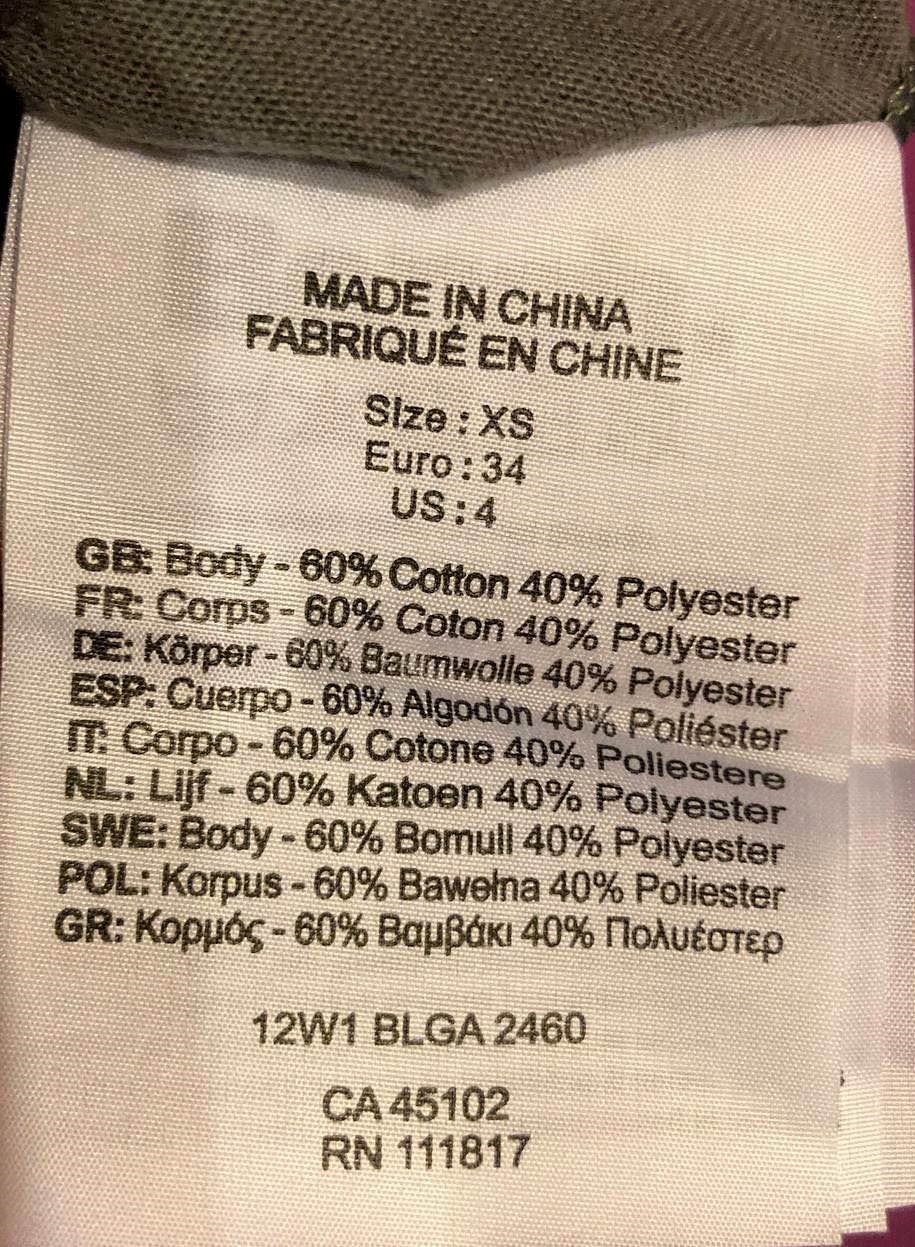 MADE IN CHINA
FABRIQUÉ EN CHINE
Size : XS
Euro : 34
US : 4
GB: Body - 60% Cotton 40% Polyester
FR: Corps - 60% Coton 40% Polyester
DE: Körper - 60% Baumwolle 40% Polyester
ESP: Cuerpo - 60% Algodón 40% Poliéster
IT: Corpo - 60% Cotone 40% Poliestere
NL: Lijf - 60% Katoen 40% Polyester
SWE: Body - 60% Bomull 40% Polyester
POL: Korpus - 60% Bawełna 40% Poliester
GR: Κορμός - 60% Βαμβάκι 40% Πολυέστερ
12W1 BLGA 2460
CA 45102
RN 111817